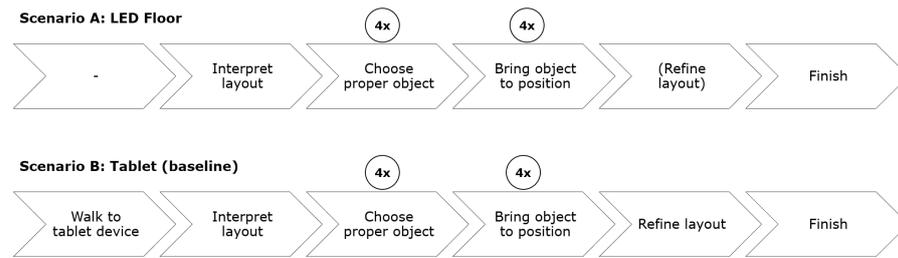 Scenario A: LED Floor
4x
4x
-
Interpret
layout
Choose
proper object
Bring object
to position
(Refine
layout)
Finish
Scenario B: Tablet (baseline)
4x
4x
Walk to
tablet device
Interpret
layout
Choose
proper object
Bring object
to position
Refine layout
Finish